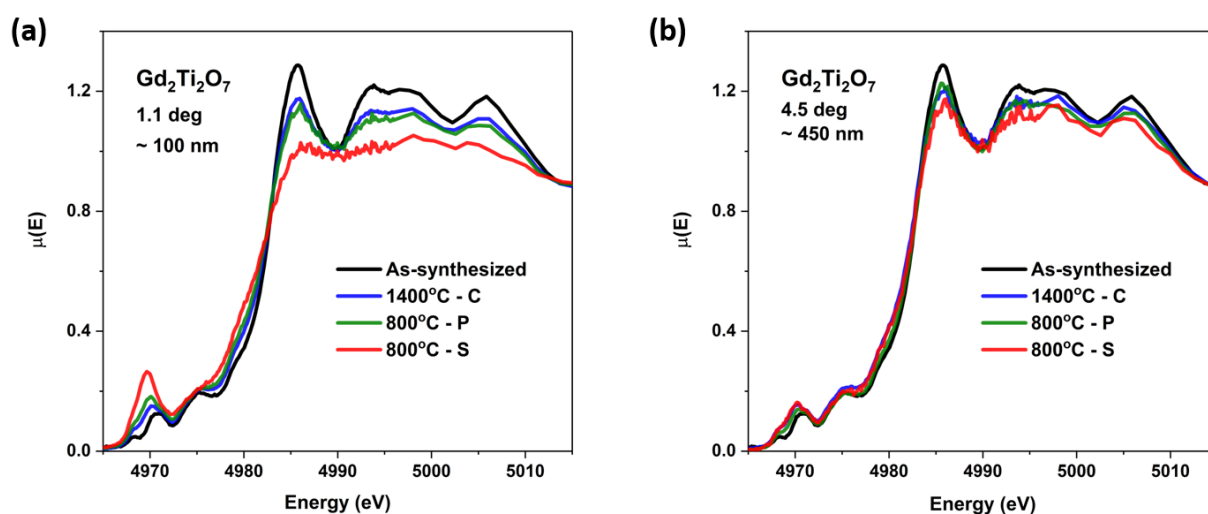 (a)
Gd₂Ti₂O₇
1.1 deg
~ 100 nm
As-synthesized
1400°C - C
800°C - P
800°C - S
μ(E)
1.2
0.8
0.4
0.0
4970 4980 4990 5000 5010
Energy (eV)
(b)
Gd₂Ti₂O₇
4.5 deg
~ 450 nm
As-synthesized
1400°C - C
800°C - P
800°C - S
μ(E)
1.2
0.8
0.4
0.0
4970 4980 4990 5000 5010
Energy (eV)